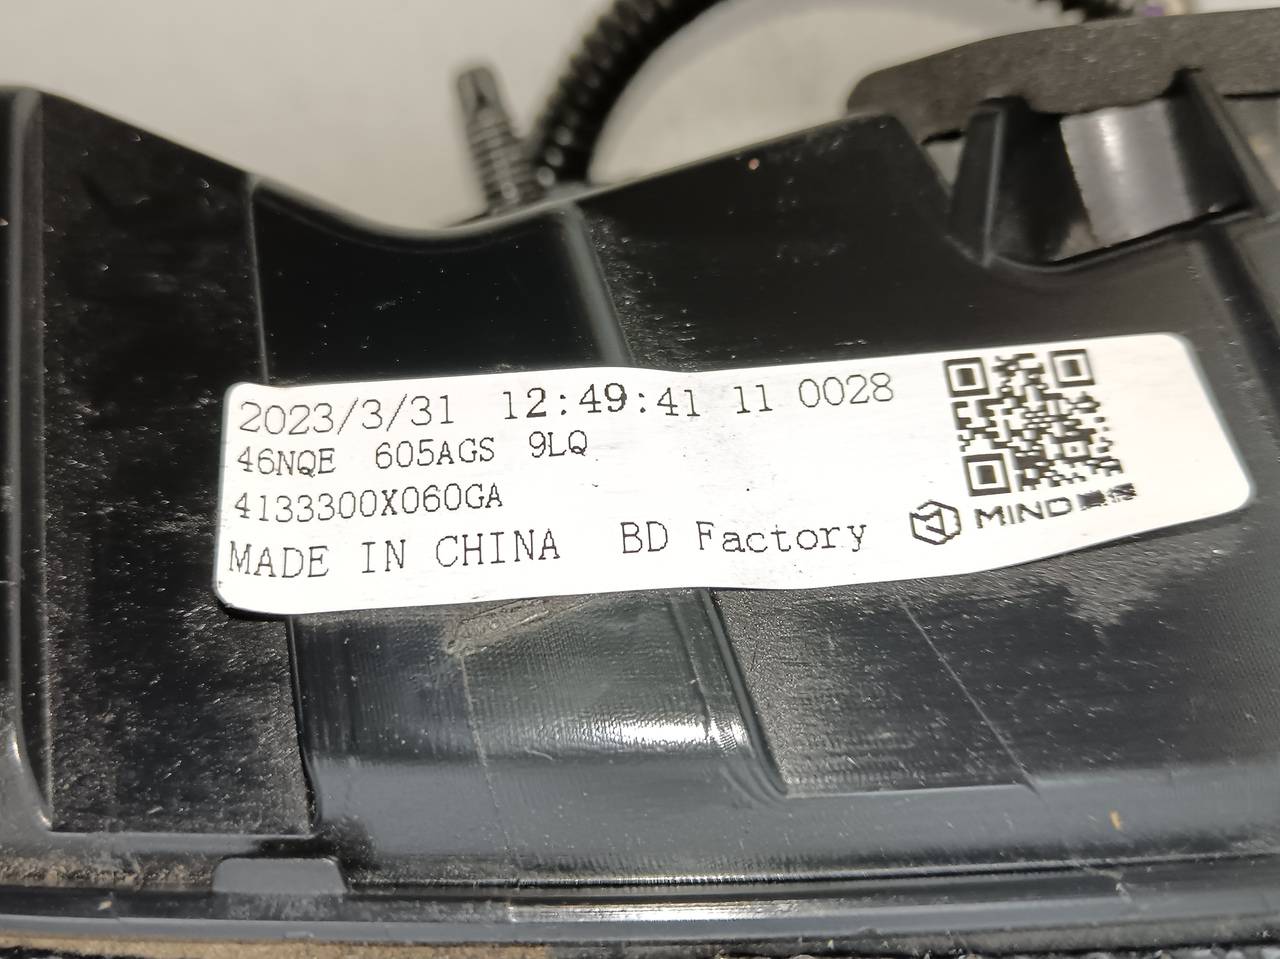 2023/3/31 12:49:41 11 0028
46NQE 605AGS 9LQ
4133300X060GA
MADE IN CHINA BD Factory
MIND